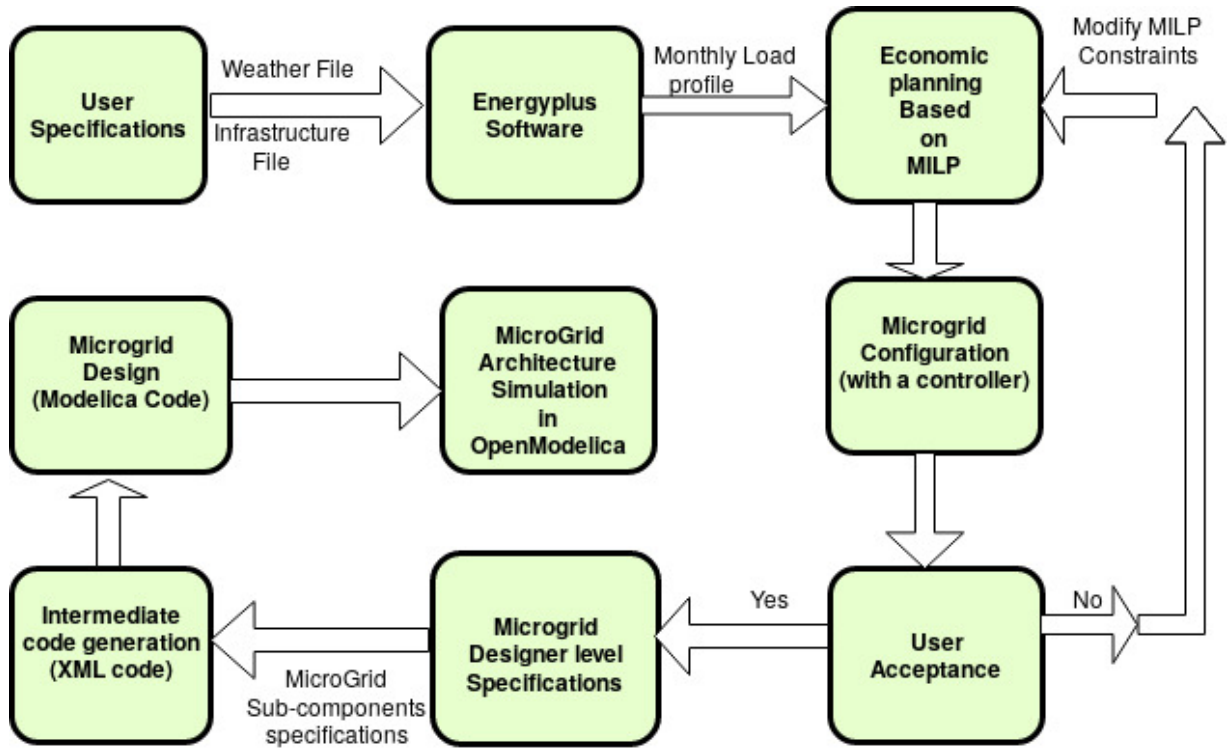 User
Specifications
Weather File
Infrastructure
File
Energyplus
Software
Monthly Load
profile
Economic
planning
Based
on
MILP
Modify MILP
Constraints
Microgrid
Configuration
(with a controller)
User
Acceptance
No
Yes
Microgrid
Designer level
Specifications
MicroGrid
Sub-components
specifications
Intermediate
code generation
(XML code)
Microgrid
Design
(Modelica Code)
MicroGrid
Architecture
Simulation
in
OpenModelica